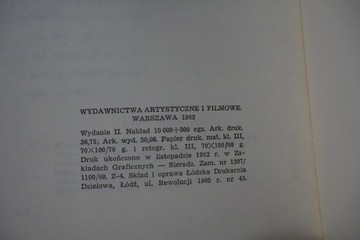 WYDAWNICTWA ARTYSTYCZNE I FILMOWE.
WARSZAWA 1982
Wydanie II. Nakład 10 000+300 egz. Ark. druk.
36,75; Ark. wyd. 50,06. Papier druk. mat. kl. III,
70×100/70 g. i rotogr. kl. III, 70×100/80 g.
Druk ukończono w listopadzie 1982 r. w Za-
kładach Graficznych — Sieradz. Zam. nr 1207/
1100/80. Z-4. Skład i oprawa Łódzka Drukarnia
Dziełowa, Łódź, ul. Rewolucji 1905 r. nr 45.